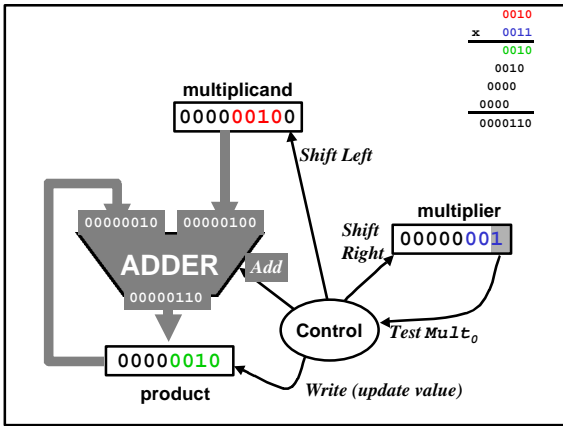 0010
x 0011
0010
0010
0000
0000
0000110
multiplicand
000000100
Shift Left
00000010
00000100
Shift Right
multiplier
00000001
ADDER
Add
00000110
Control
Test Mult0
00000010
product
Write (update value)